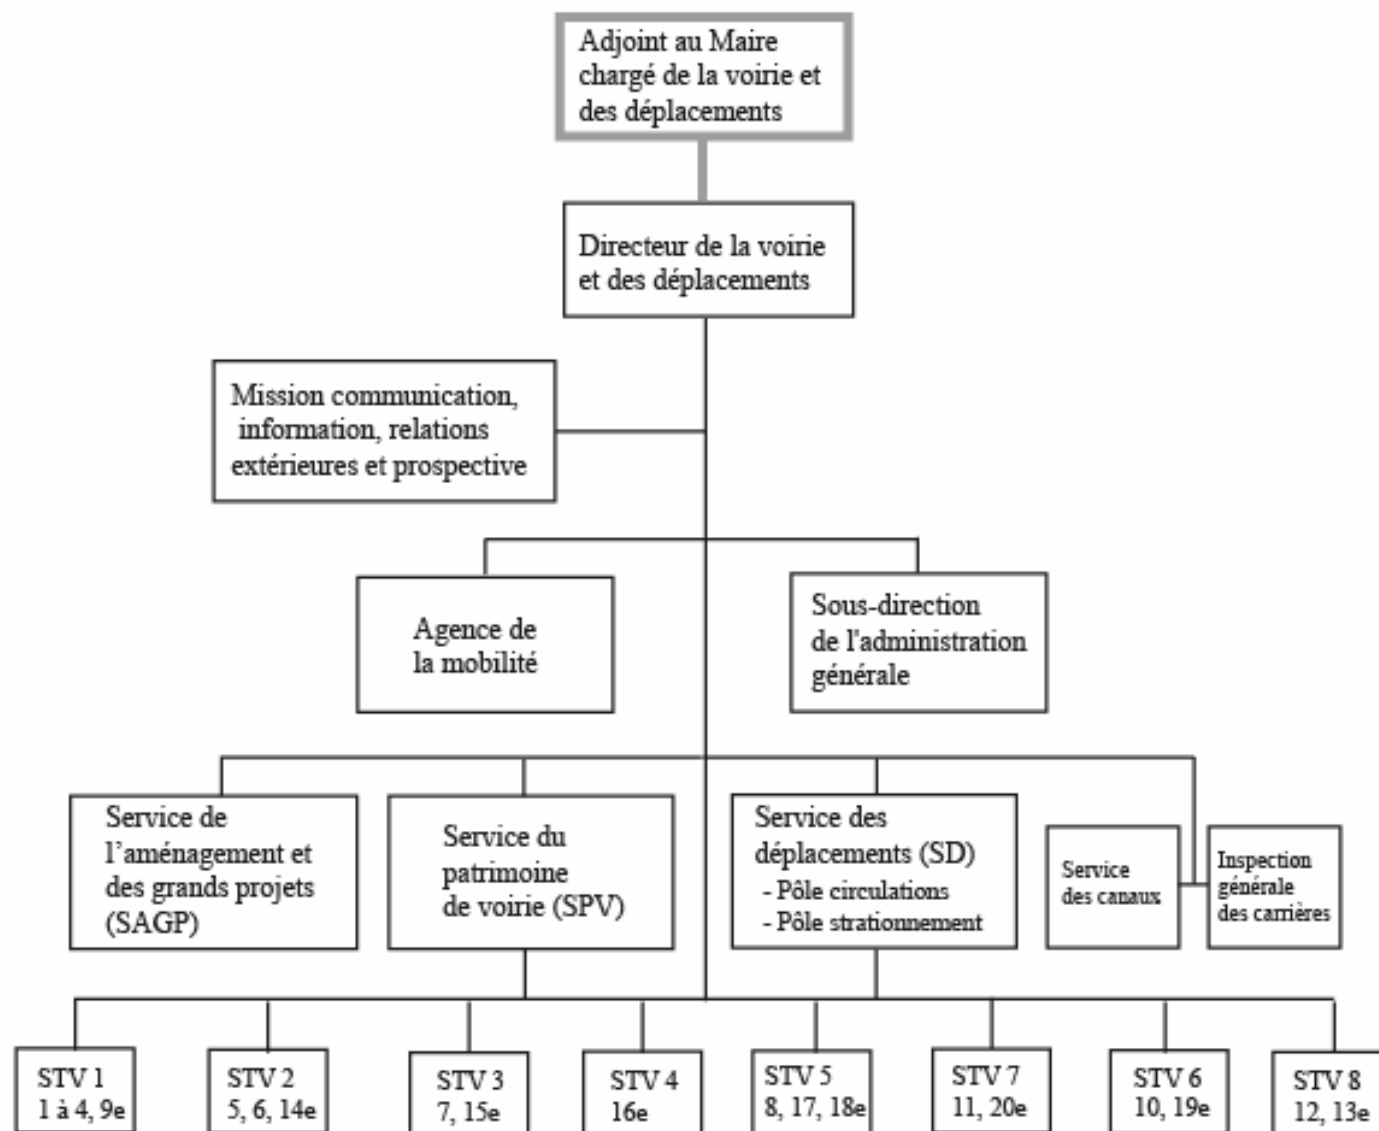 Adjoint au Maire
chargé de la voirie et
des déplacements
Directeur de la voirie
et des déplacements
Mission communication,
information, relations
extérieures et prospective
Agence de
la mobilité
Sous-direction
de l'administration
générale
Service de
l’aménagement et
des grands projets
(SAGP)
Service du
patrimoine
de voirie (SPV)
Service des
déplacements (SD)
- Pôle circulations
- Pôle strationnement
Service
des canaux
Inspection
générale
des carrières
STV 1
1 à 4, 9e
STV 2
5, 6, 14e
STV 3
7, 15e
STV 4
16e
STV 5
8, 17, 18e
STV 7
11, 20e
STV 6
10, 19e
STV 8
12, 13e